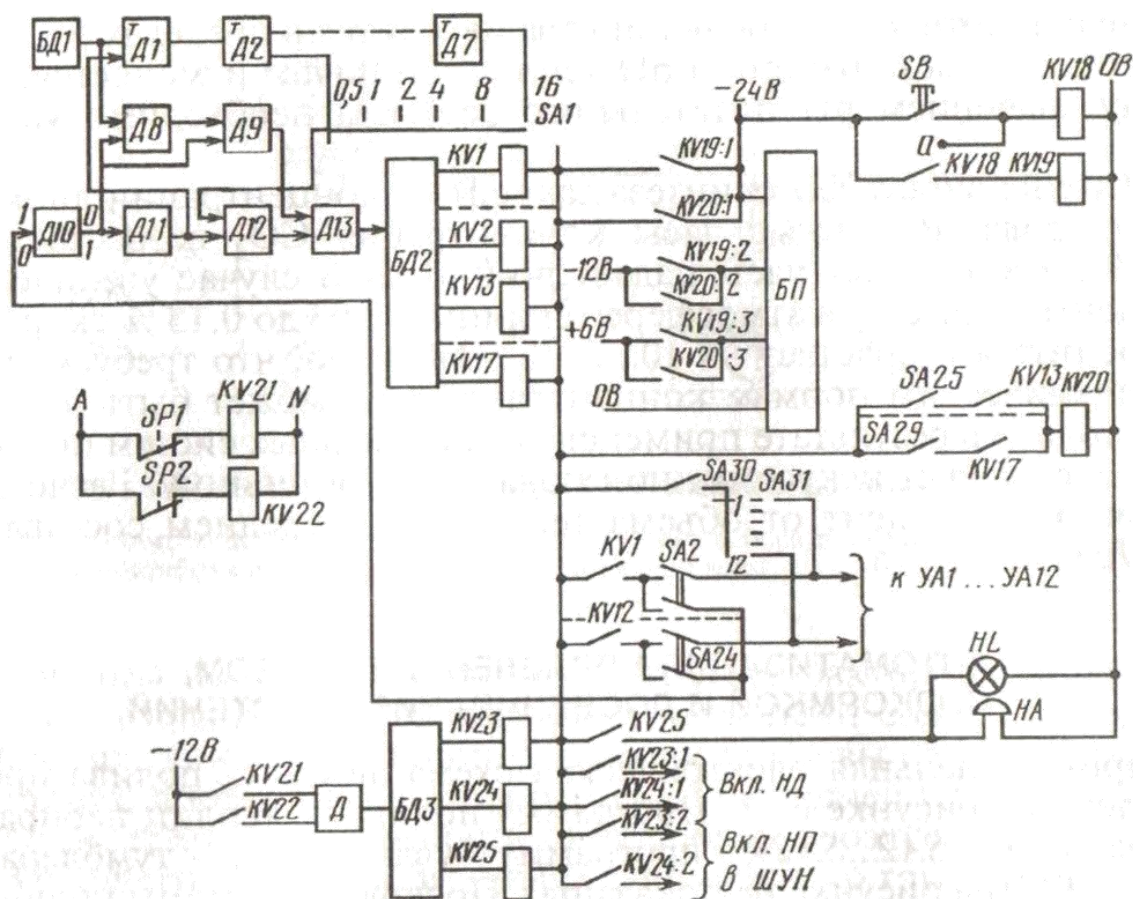 БД1
т Д1
т Д2
т Д7
0,5 1 2 4 8 16
SA1
Д8
Д9
1
0
Д10
0
1
Д11
Д12
Д13
БД2
KV1
KV2
KV13
KV17
-24В
KV19:1
KV20:1
-12В
KV19:2
KV20:2
+6В
KV19:3
KV20:3
0В
БП
SB
а
KV18
KV18
KV19
0В
SA25
KV13
KV20
SA29
KV17
A
SP1
KV21
N
SP2
KV22
SA30
SA31
1
12
KV1
SA2
KV12
SA24
к УА1 ... УА12
HL
HA
-12В
KV21
KV22
Д
БД3
KV23
KV24
KV25
KV25
KV23:1
KV24:1
Вкл. НД
KV23:2
KV24:2
Вкл. НП
в ШУН